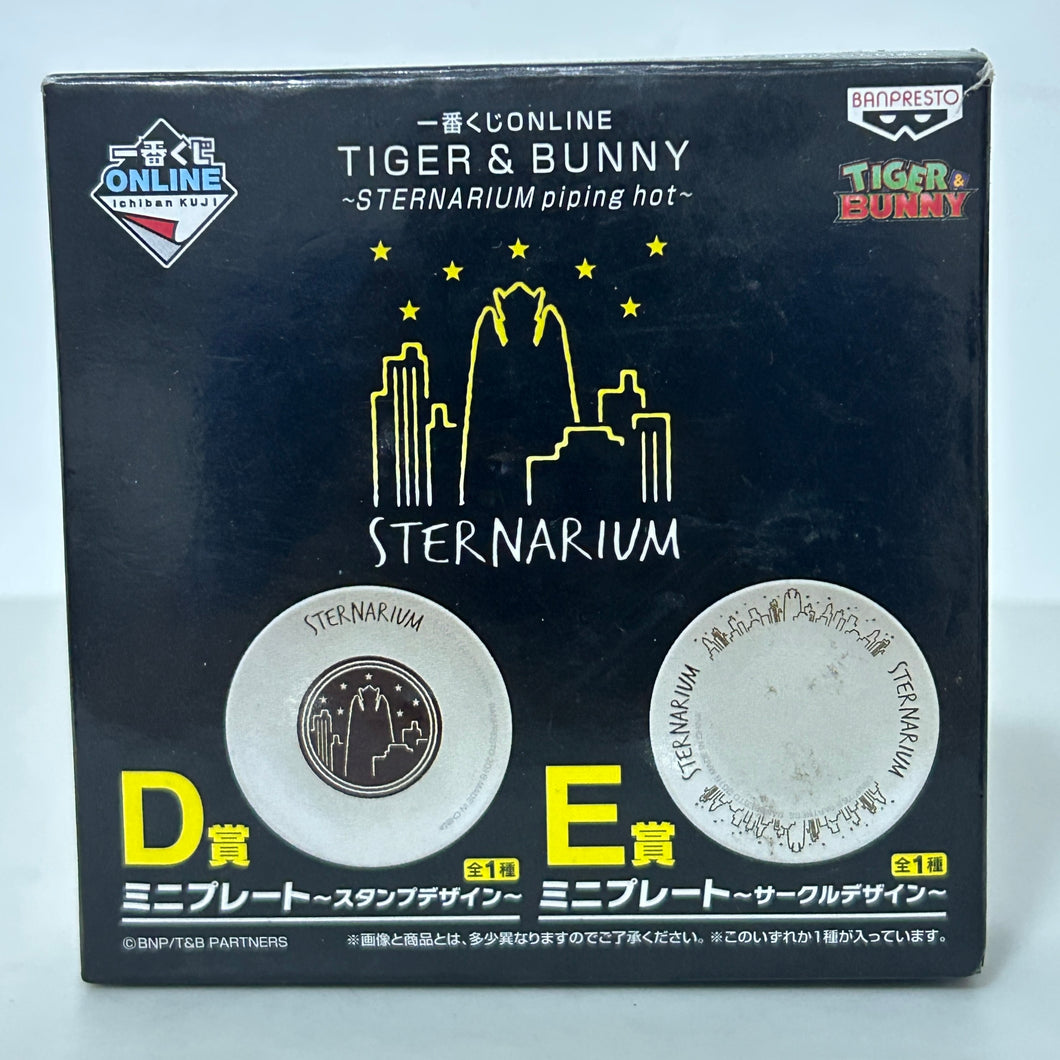 一番くじ
ONLINE
Ichiban KUJI
一番くじONLINE
TIGER & BUNNY
~STERNARIUM piping hot~
BANPRESTO
TIGER &
BUNNY
STERNARIUM
STERNARIUM
STERNARIUM
STERNARIUM
D賞
全1種
ミニプレート~スタンプデザイン~
E賞
全1種
ミニプレート~サークルデザイン~
©BNP/T&B PARTNERS
※画像と商品とは、多少異なりますのでご了承ください。※このいずれか1種が入っています。